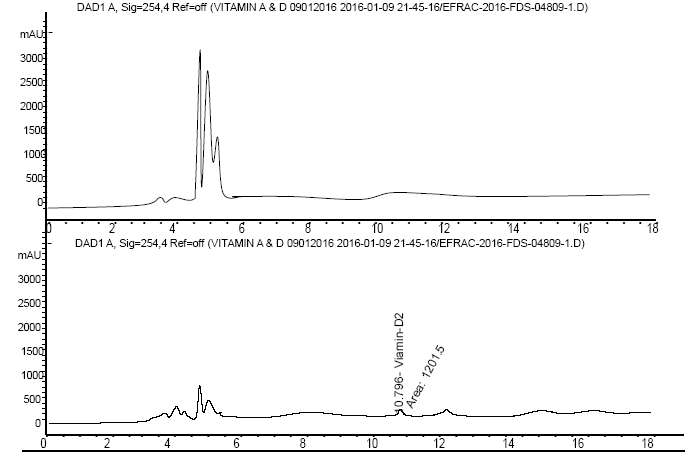 DAD1 A, Sig=254,4 Ref=off (VITAMIN A & D 09012016 2016-01-09 21-45-16/EFRAC-2016-FDS-04809-1.D)
mAU
3000
2500
2000
1500
1000
500
0
0 2 4 6 8 10 12 14 16 18
DAD1 A, Sig=254,4 Ref=off (VITAMIN A & D 09012016 2016-01-09 21-45-16/EFRAC-2016-FDS-04809-1.D)
mAU
3000
2500
2000
1500
1000
500
0
0.796- Viamin-D2
Area: 1201.5
0 2 4 6 8 10 12 14 16 18